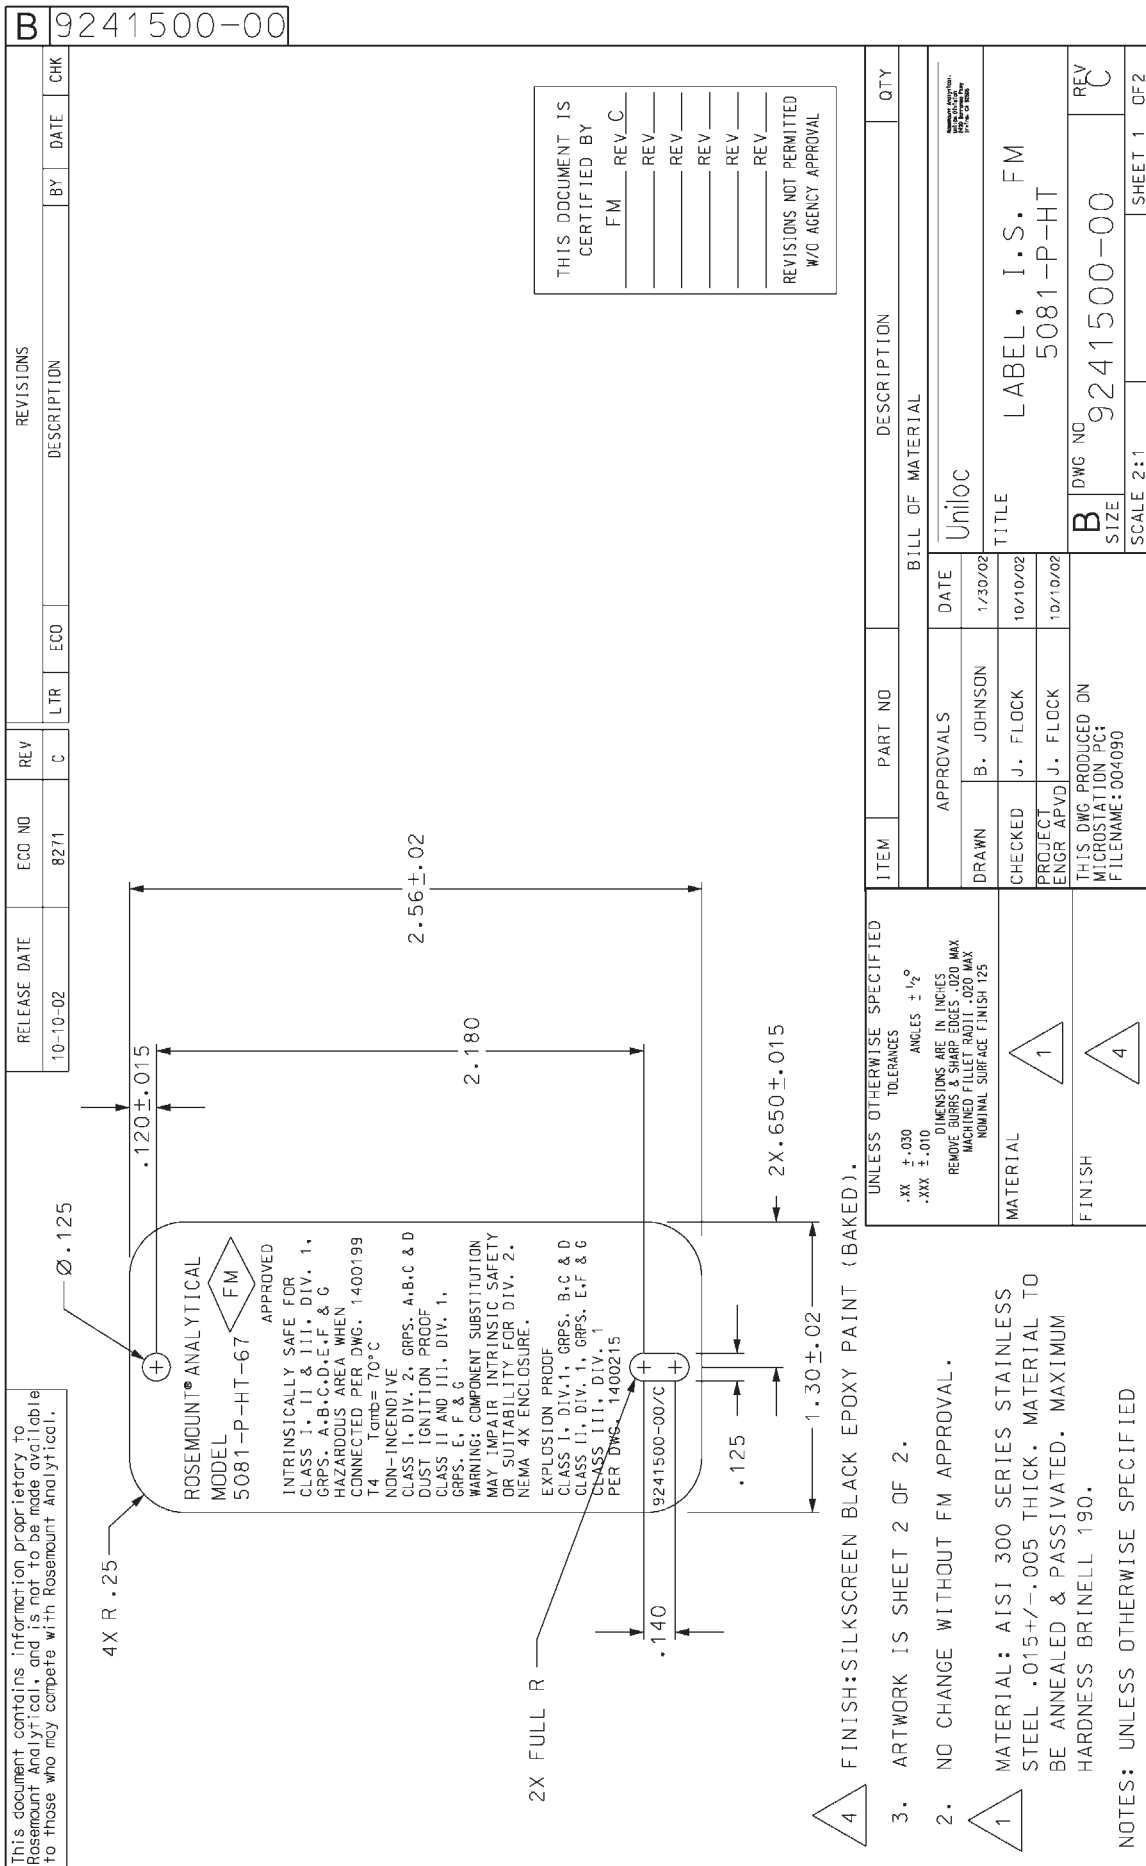 B 9241500-00
This document contains information proprietary to
Rosemount Analytical, and is not to be made available
to those who may compete with Rosemount Analytical.
RELEASE DATE ECO NO REV
10-10-02 8271 C
REVISIONS
LTR ECO DESCRIPTION BY DATE CHK
4X R .25
Ø.125
.120±.015
2.180
2.56±.02
2X FULL R
.140
.125
1.30±.02
2X.650±.015
ROSEMOUNT® ANALYTICAL
MODEL
5081-P-HT-67
FM
APPROVED
INTRINSICALLY SAFE FOR
CLASS I, II & III, DIV. 1,
GRPS. A,B,C,D,E,F & G
HAZARDOUS AREA WHEN
CONNECTED PER DWG. 1400199
T4 Tamb= 70°C
NON-INCENDIVE
CLASS I, DIV. 2, GRPS. A,B,C & D
DUST IGNITION PROOF
CLASS II AND III, DIV. 1,
GRPS. E, F & G
WARNING: COMPONENT SUBSTITUTION
MAY IMPAIR INTRINSIC SAFETY
OR SUITABILITY FOR DIV. 2.
NEMA 4X ENCLOSURE.
EXPLOSION PROOF
CLASS I, DIV.1, GRPS. B,C & D
CLASS II, DIV. 1, GRPS. E,F & G
CLASS III, DIV. 1
PER DWG. 1400215
9241500-00/C
THIS DOCUMENT IS
CERTIFIED BY
FM REV C
REV
REV
REV
REV
REV
REVISIONS NOT PERMITTED
W/O AGENCY APPROVAL
4 FINISH:SILKSCREEN BLACK EPOXY PAINT (BAKED).
3. ARTWORK IS SHEET 2 OF 2.
2. NO CHANGE WITHOUT FM APPROVAL.
1 MATERIAL: AISI 300 SERIES STAINLESS
STEEL .015+/-.005 THICK. MATERIAL TO
BE ANNEALED & PASSIVATED. MAXIMUM
HARDNESS BRINELL 190.
NOTES: UNLESS OTHERWISE SPECIFIED
UNLESS OTHERWISE SPECIFIED
TOLERANCES
.XX ±.030 ANGLES ± 1/2°
.XXX ±.010
DIMENSIONS ARE IN INCHES
REMOVE BURRS & SHARP EDGES .020 MAX
MACHINED FILLET RADII .020 MAX
NOMINAL SURFACE FINISH 125
MATERIAL
1
FINISH
4
ITEM PART NO DESCRIPTION QTY
BILL OF MATERIAL
APPROVALS DATE
DRAWN B. JOHNSON 1/30/02
CHECKED J. FLOCK 10/10/02
PROJECT
ENGR APVD J. FLOCK 10/10/02
THIS DWG PRODUCED ON
MICROSTATION PC:
FILENAME:004090
Uniloc
Rosemount Analytical,
Uniloc Division
TITLE
LABEL, I.S. FM
5081-P-HT
B SIZE
DWG NO 9241500-00
REV C
SCALE 2:1 SHEET 1 OF2